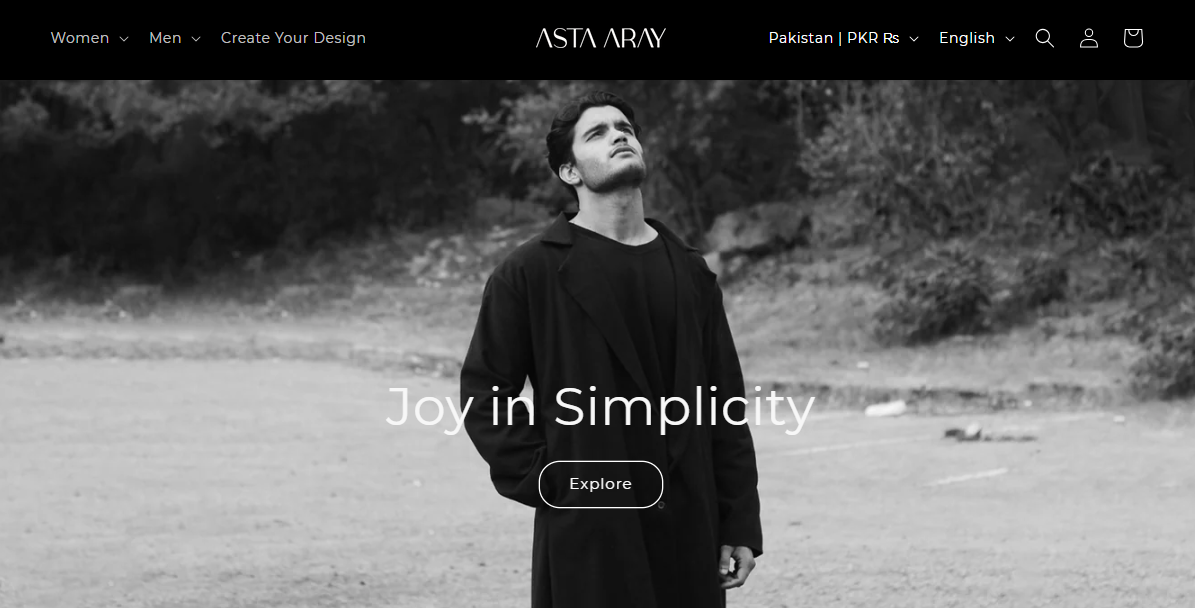 Women
Men
Create Your Design
ASTA ARAY
Pakistan | PKR ₨
English
Joy in Simplicity
Explore